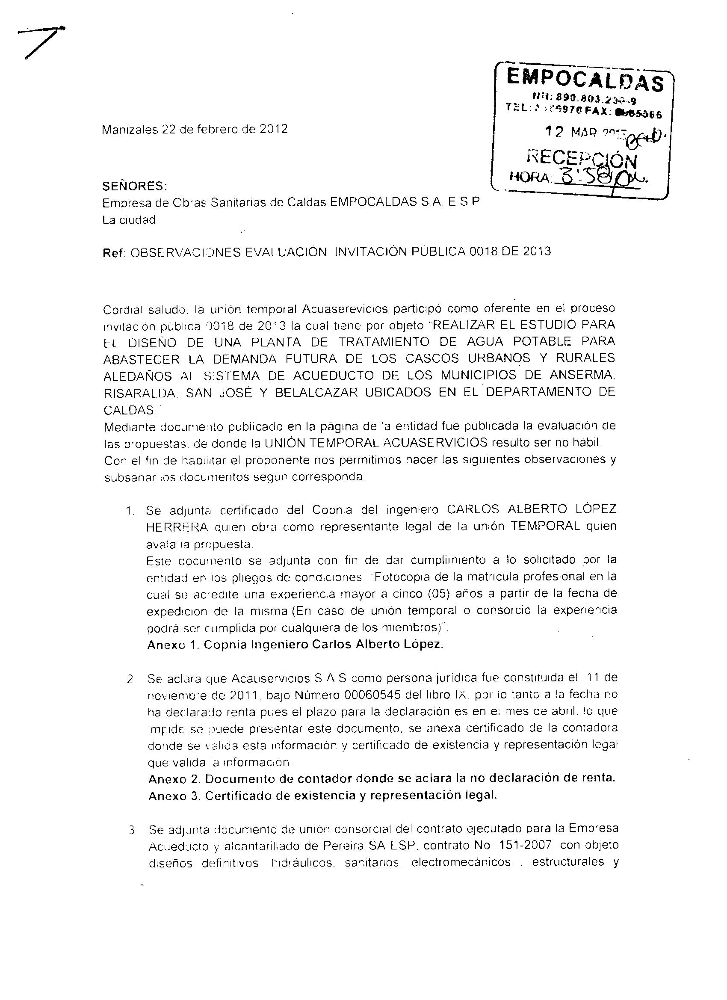 EMPOCALDAS
Nit: 890.803.
TEL: FAX:
12 MAR
RECEPCIÓN
HORA: 3:58 pm.
Manizales 22 de febrero de 2012
SEÑORES:
Empresa de Obras Sanitarias de Caldas EMPOCALDAS S.A. E.S.P
La ciudad
Ref: OBSERVACIONES EVALUACIÓN INVITACIÓN PÚBLICA 0018 DE 2013
Cordial saludo, la unión temporal Acuaserevicios participó como oferente en el proceso
invitación pública 0018 de 2013 la cual tiene por objeto "REALIZAR EL ESTUDIO PARA
EL DISEÑO DE UNA PLANTA DE TRATAMIENTO DE AGUA POTABLE PARA
ABASTECER LA DEMANDA FUTURA DE LOS CASCOS URBANOS Y RURALES
ALEDAÑOS AL SISTEMA DE ACUEDUCTO DE LOS MUNICIPIOS DE ANSERMA,
RISARALDA, SAN JOSÉ Y BELALCAZAR UBICADOS EN EL DEPARTAMENTO DE
CALDAS."
Mediante documento publicado en la página de la entidad fue publicada la evaluación de
las propuestas, de donde la UNIÓN TEMPORAL ACUASERVICIOS resulto ser no hábil.
Con el fin de habilitar el proponente nos permitimos hacer las siguientes observaciones y
subsanar los documentos según corresponda.
1. Se adjunta certificado del Copnia del ingeniero CARLOS ALBERTO LÓPEZ
HERRERA quien obra como representante legal de la unión TEMPORAL quien
avala la propuesta.
Este documento se adjunta con fin de dar cumplimiento a lo solicitado por la
entidad en los pliegos de condiciones "Fotocopia de la matricula profesional en la
cual se acredite una experiencia mayor a cinco (05) años a partir de la fecha de
expedicion de la misma (En caso de unión temporal o consorcio la experiencia
podrá ser cumplida por cualquiera de los miembros)".
Anexo 1. Copnia Ingeniero Carlos Alberto López.
2 Se aclara que Acauservicios S A S como persona juridica fue constituida el 11 de
noviembre de 2011, bajo Número 00060545 del libro IX, por lo tanto a la fecha no
ha declarado renta pues el plazo para la declaración es en el mes de abril, lo que
impide se puede presentar este documento, se anexa certificado de la contadora
donde se valida esta información y certificado de existencia y representación legal
que valida la información.
Anexo 2. Documento de contador donde se aclara la no declaración de renta.
Anexo 3. Certificado de existencia y representación legal.
3 Se adjunta documento de unión consorcial del contrato ejecutado para la Empresa
Acueducto y alcantarillado de Pereira SA ESP, contrato No 151-2007, con objeto
diseños definitivos hidráulicos, sanitarios, electromecánicos , estructurales y